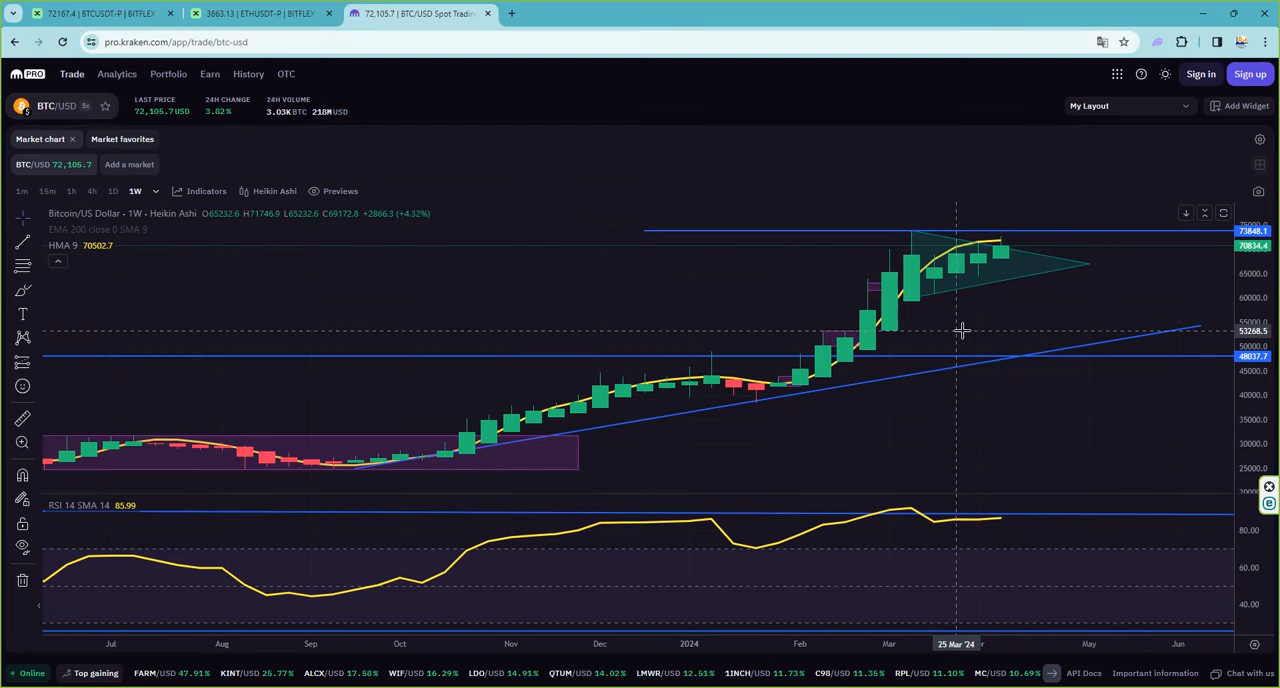 72167.4 | BTCUSDT-P | BITFLEX
3663.13 | ETHUSDT-P | BITFLEX
72,105.7 | BTC/USD Spot Trading
pro.kraken.com/app/trade/btc-usd
PRO Trade Analytics Portfolio Earn History OTC Sign in Sign up
BTC/USD 5x
LAST PRICE 24H CHANGE 24H VOLUME
72,105.7 USD 3.82% 3.03K BTC 218M USD
My Layout Add Widget
Market chart Market favorites
BTC/USD 72,105.7 Add a market
1m 15m 1h 4h 1D 1W Indicators Heikin Ashi Previews
Bitcoin/US Dollar · 1W · Heikin Ashi O65232.6 H71746.9 L65232.6 C69172.8 +2866.3 (+4.32%)
EMA 200 close 0 SMA 9
HMA 9 70502.7
75000.0
73848.1
70834.4
65000.0
60000.0
55000.0
53268.5
50000.0
48037.7
45000.0
40000.0
35000.0
30000.0
25000.0
RSI 14 SMA 14 85.99
80.00
60.00
40.00
Jul Aug Sep Oct Nov Dec 2024 Feb Mar 25 Mar '24 May Jun
Online Top gaining FARM/USD 47.91% KINT/USD 25.77% ALCX/USD 17.58% WIF/USD 16.29% LDO/USD 14.91% QTUM/USD 14.02% LMWR/USD 12.51% 1INCH/USD 11.73% C98/USD 11.35% RPL/USD 11.10% MC/USD 10.69% API Docs Important information Chat with us